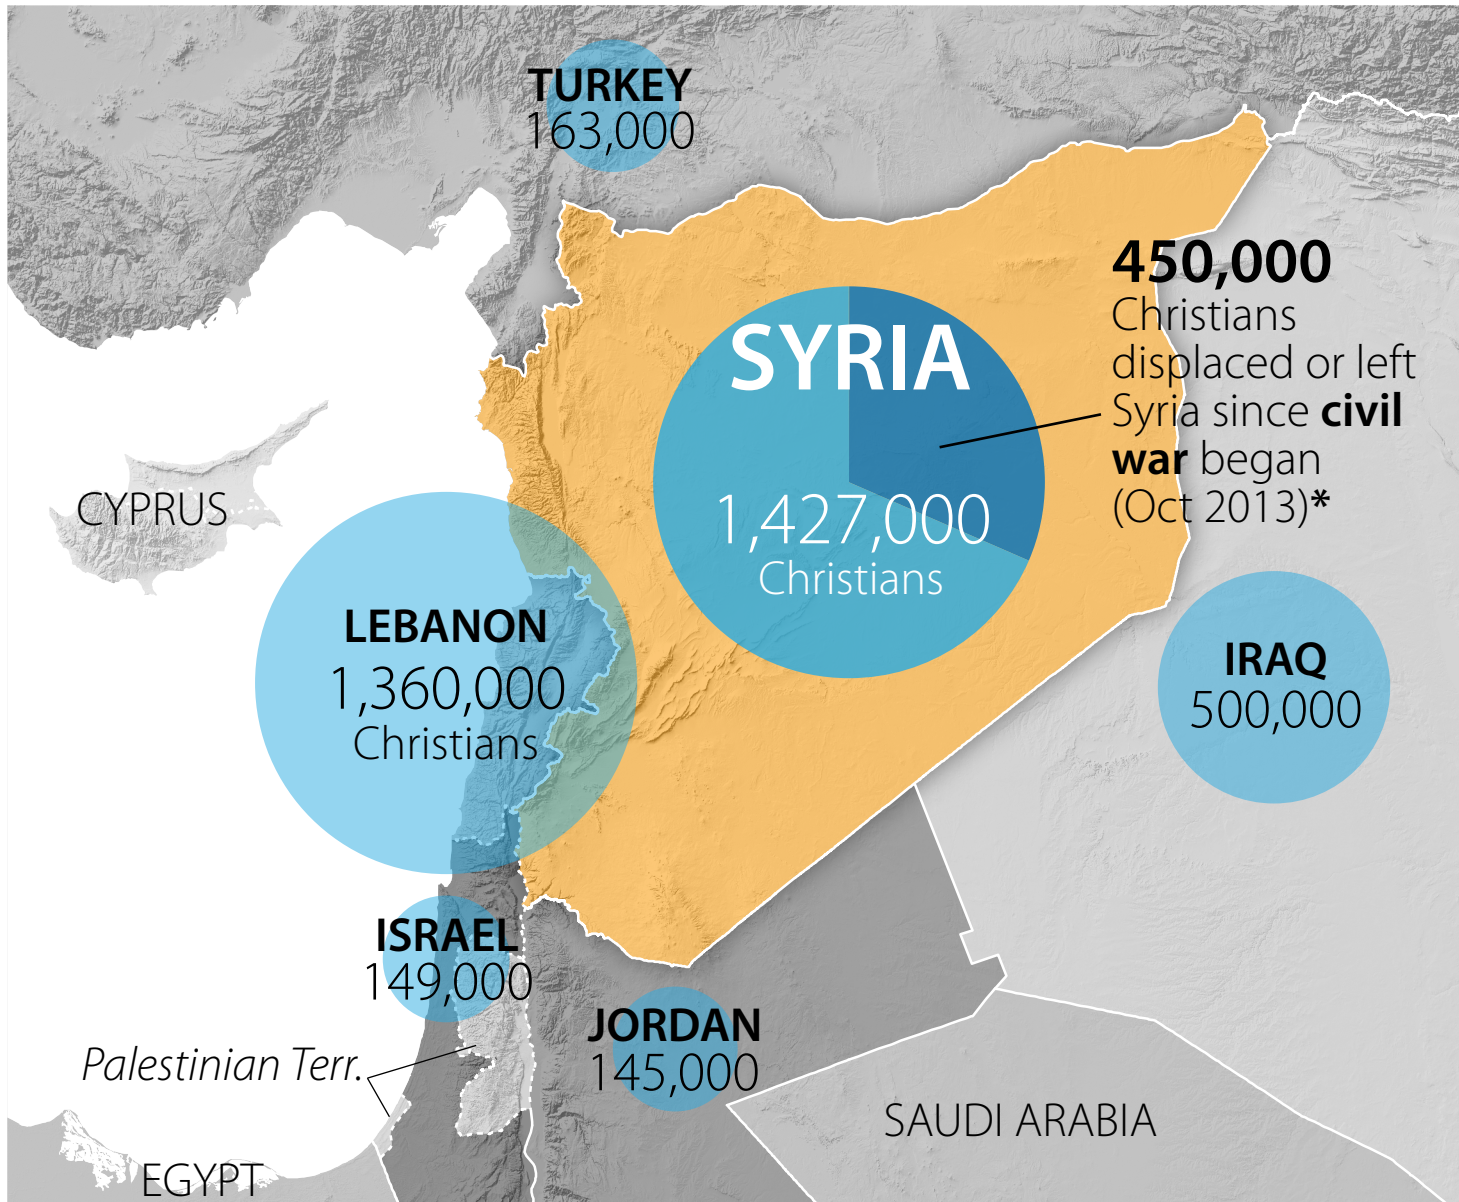 TURKEY
163,000
450,000
Christians
displaced or left
Syria since civil
war began
(Oct 2013)*
SYRIA
1,427,000
Christians
CYPRUS
LEBANON
1,360,000
Christians
IRAQ
500,000
ISRAEL
149,000
JORDAN
145,000
Palestinian Terr.
SAUDI ARABIA
EGYPT